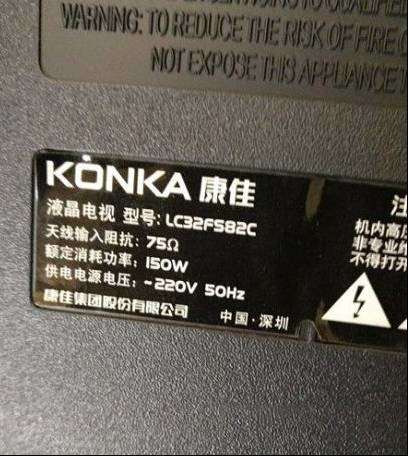 WARNING: TO REDUCE THE RISK OF FIRE
NOT EXPOSE THIS APPLIANCE
KONKA 康佳
液晶电视 型号: LC32FS82C
天线输入阻抗: 75Ω
额定消耗功率: 150W
供电电源电压: ~220V 50Hz
康佳集团股份有限公司 中国·深圳
机内高压
非专业维
不得打开